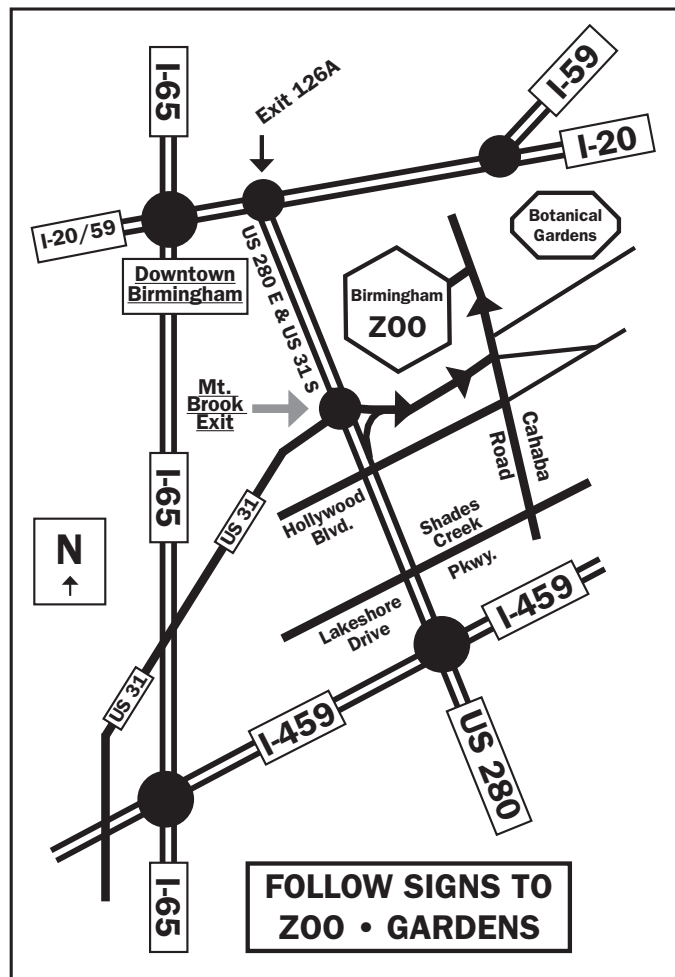 I-65
Exit 126A
I-59
I-20
I-20/59
Downtown
Birmingham
US 280 E & US 31 S
Birmingham
ZOO
Botanical
Gardens
Mt.
Brook
Exit
I-65
US 31
Hollywood
Blvd.
Cahaba
Road
Shades
Creek
Pkwy.
N
Lakeshore
Drive
I-459
US 31
I-459
US 280
I-65
FOLLOW SIGNS TO
ZOO • GARDENS